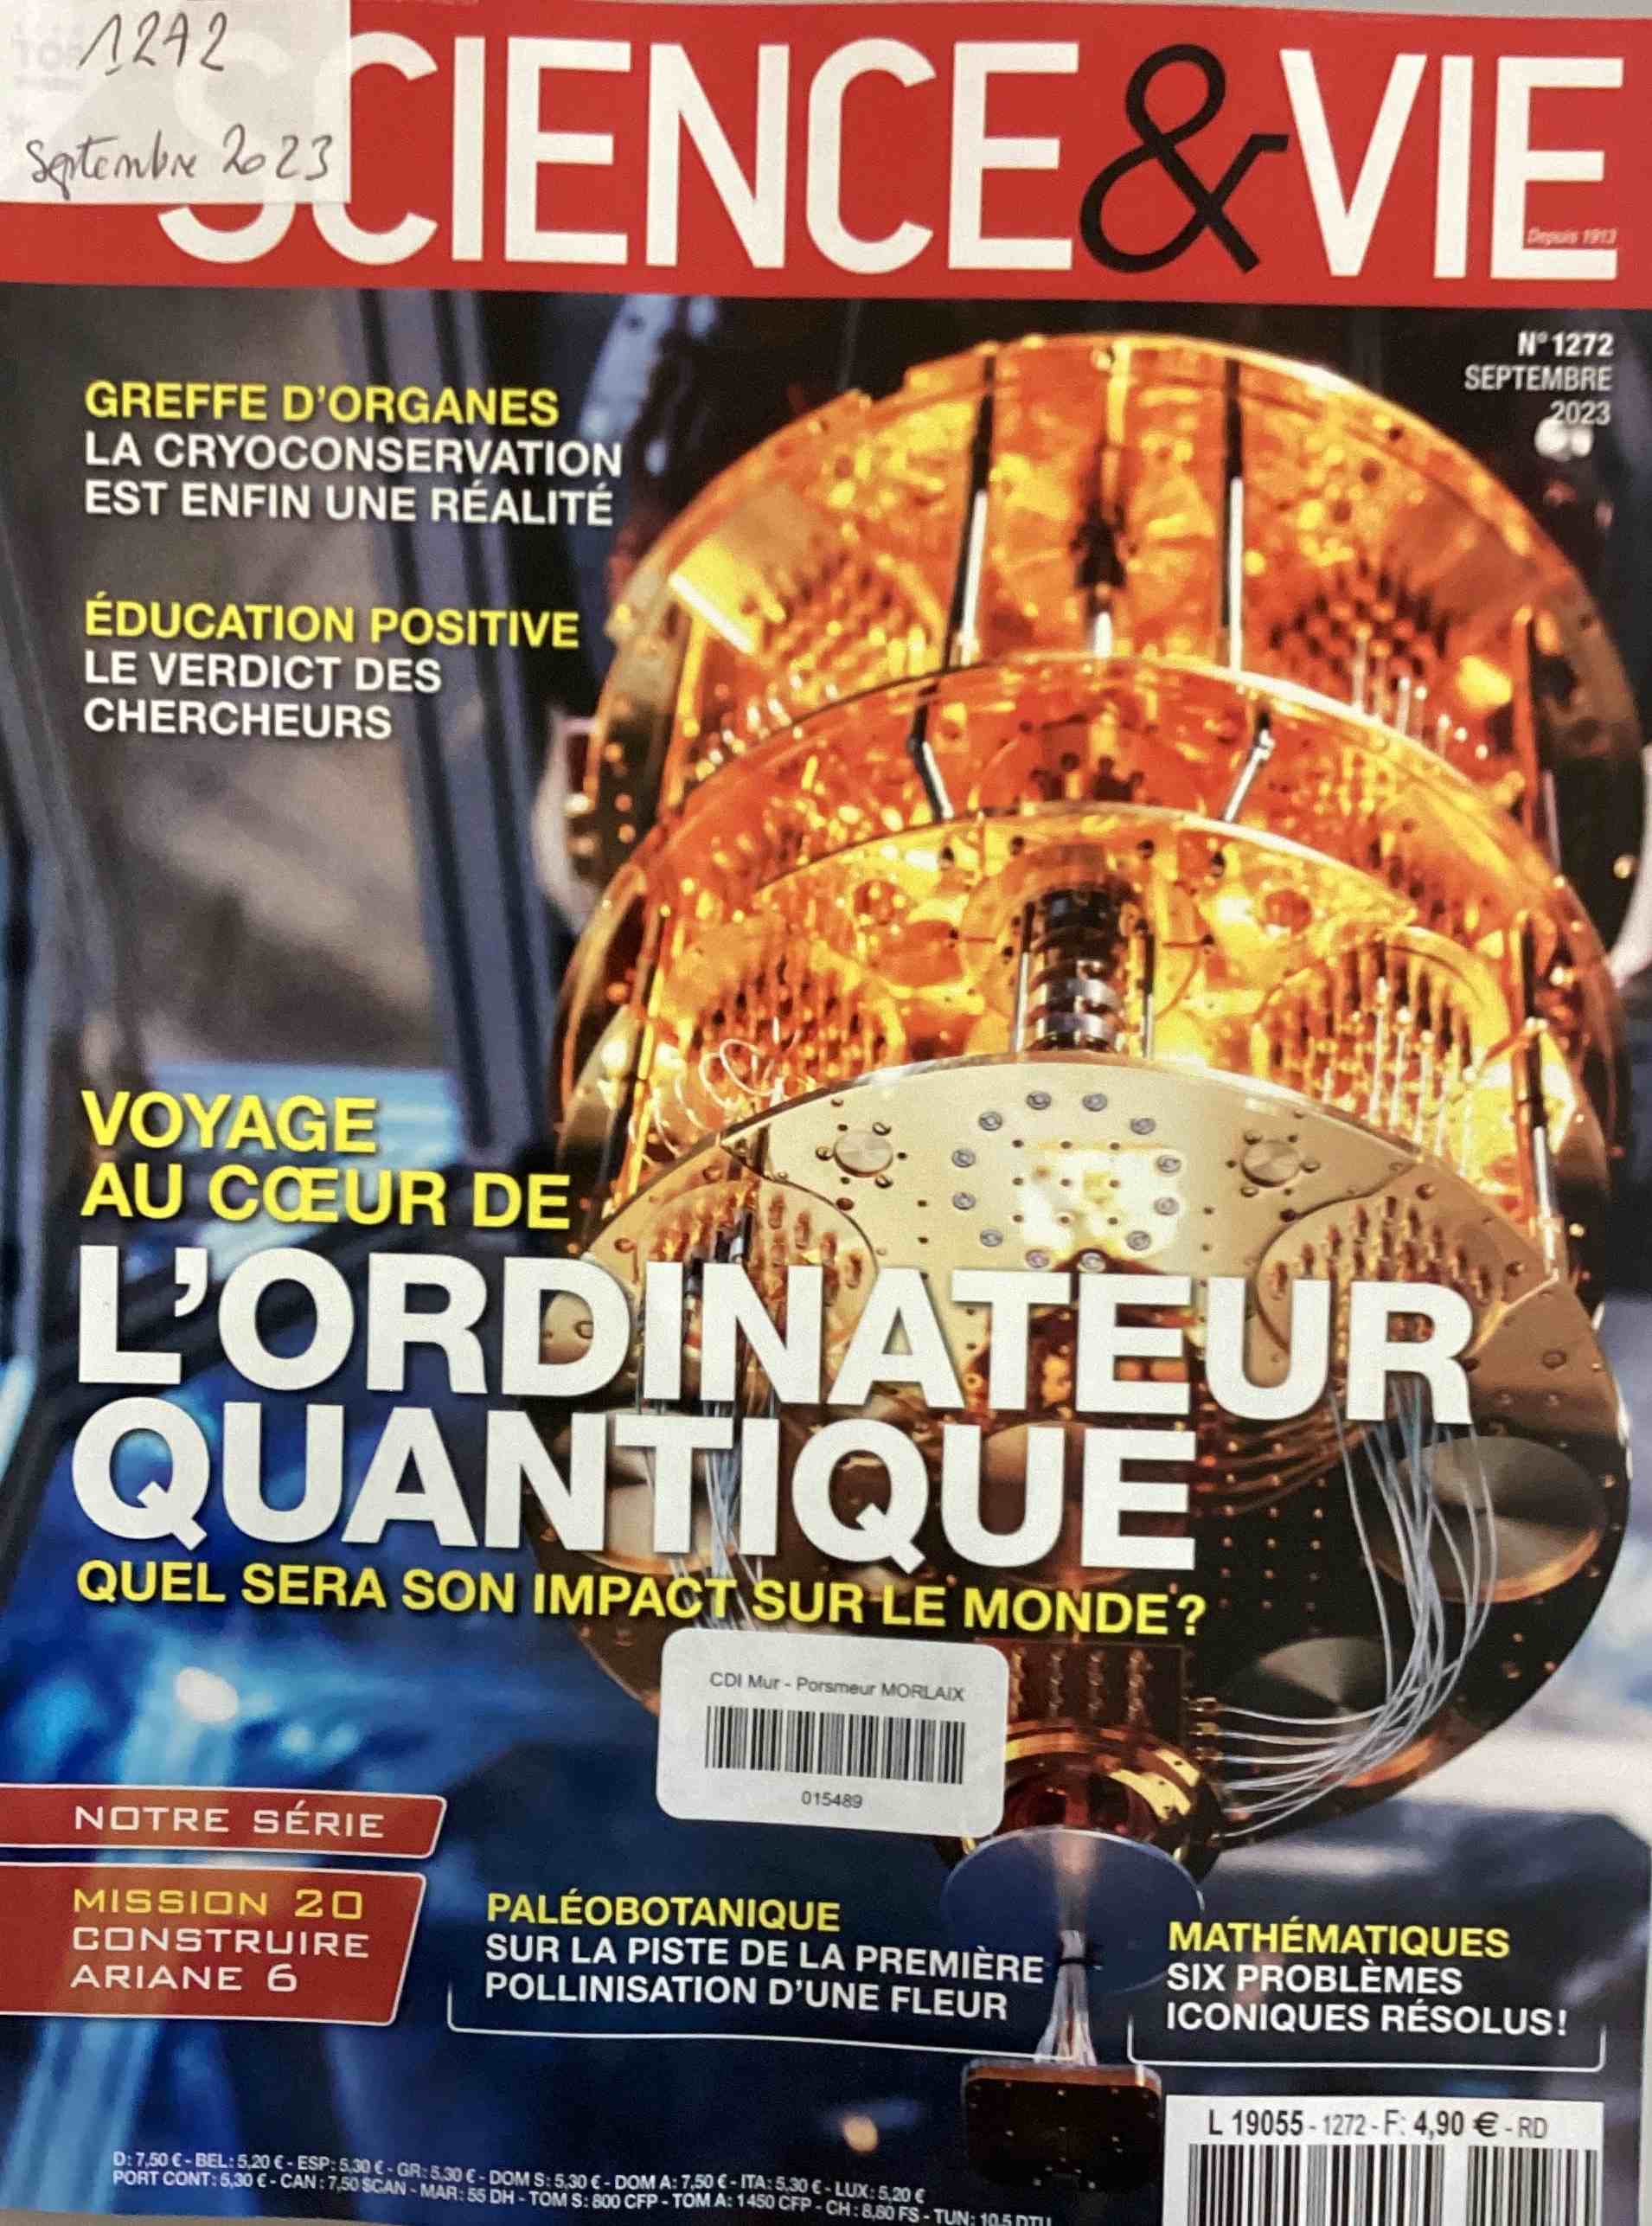 1272
Septembre 2023
SCIENCE&VIE
Depuis 1913
N° 1272
SEPTEMBRE
2023
GREFFE D'ORGANES
LA CRYOCONSERVATION
EST ENFIN UNE RÉALITÉ
ÉDUCATION POSITIVE
LE VERDICT DES
CHERCHEURS
VOYAGE
AU CŒUR DE
L'ORDINATEUR
QUANTIQUE
QUEL SERA SON IMPACT SUR LE MONDE ?
CDI Mur - Porsmeur MORLAIX
015489
NOTRE SÉRIE
MISSION 20
CONSTRUIRE
ARIANE 6
PALÉOBOTANIQUE
SUR LA PISTE DE LA PREMIÈRE
POLLINISATION D'UNE FLEUR
MATHÉMATIQUES
SIX PROBLÈMES
ICONIQUES RÉSOLUS !
L 19055 - 1272 - F: 4,90 € - RD
D: 7,50 € - BEL: 5,20 € - ESP: 5,30 € - GR: 5,30 € - DOM S: 5,30 € - DOM A: 7,50 € - ITA: 5,30 € - LUX: 5,20 €
PORT CONT: 5,30 € - CAN: 7,50 $CAN - MAR: 55 DH - TOM S: 800 CFP - TOM A: 1450 CFP - CH: 8,80 FS - TUN: 10,5 DTU